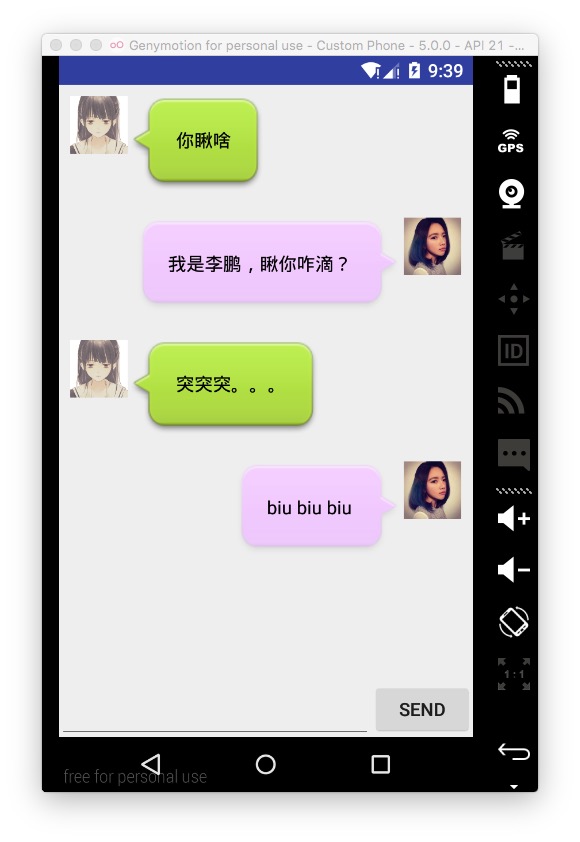 Genymotion for personal use - Custom Phone - 5.0.0 - API 21 -...
9:39
你瞅啥
GPS
我是李鹏，瞅你咋滴？
ID
突突突。。。
biu biu biu
1:1
SEND
free for personal use